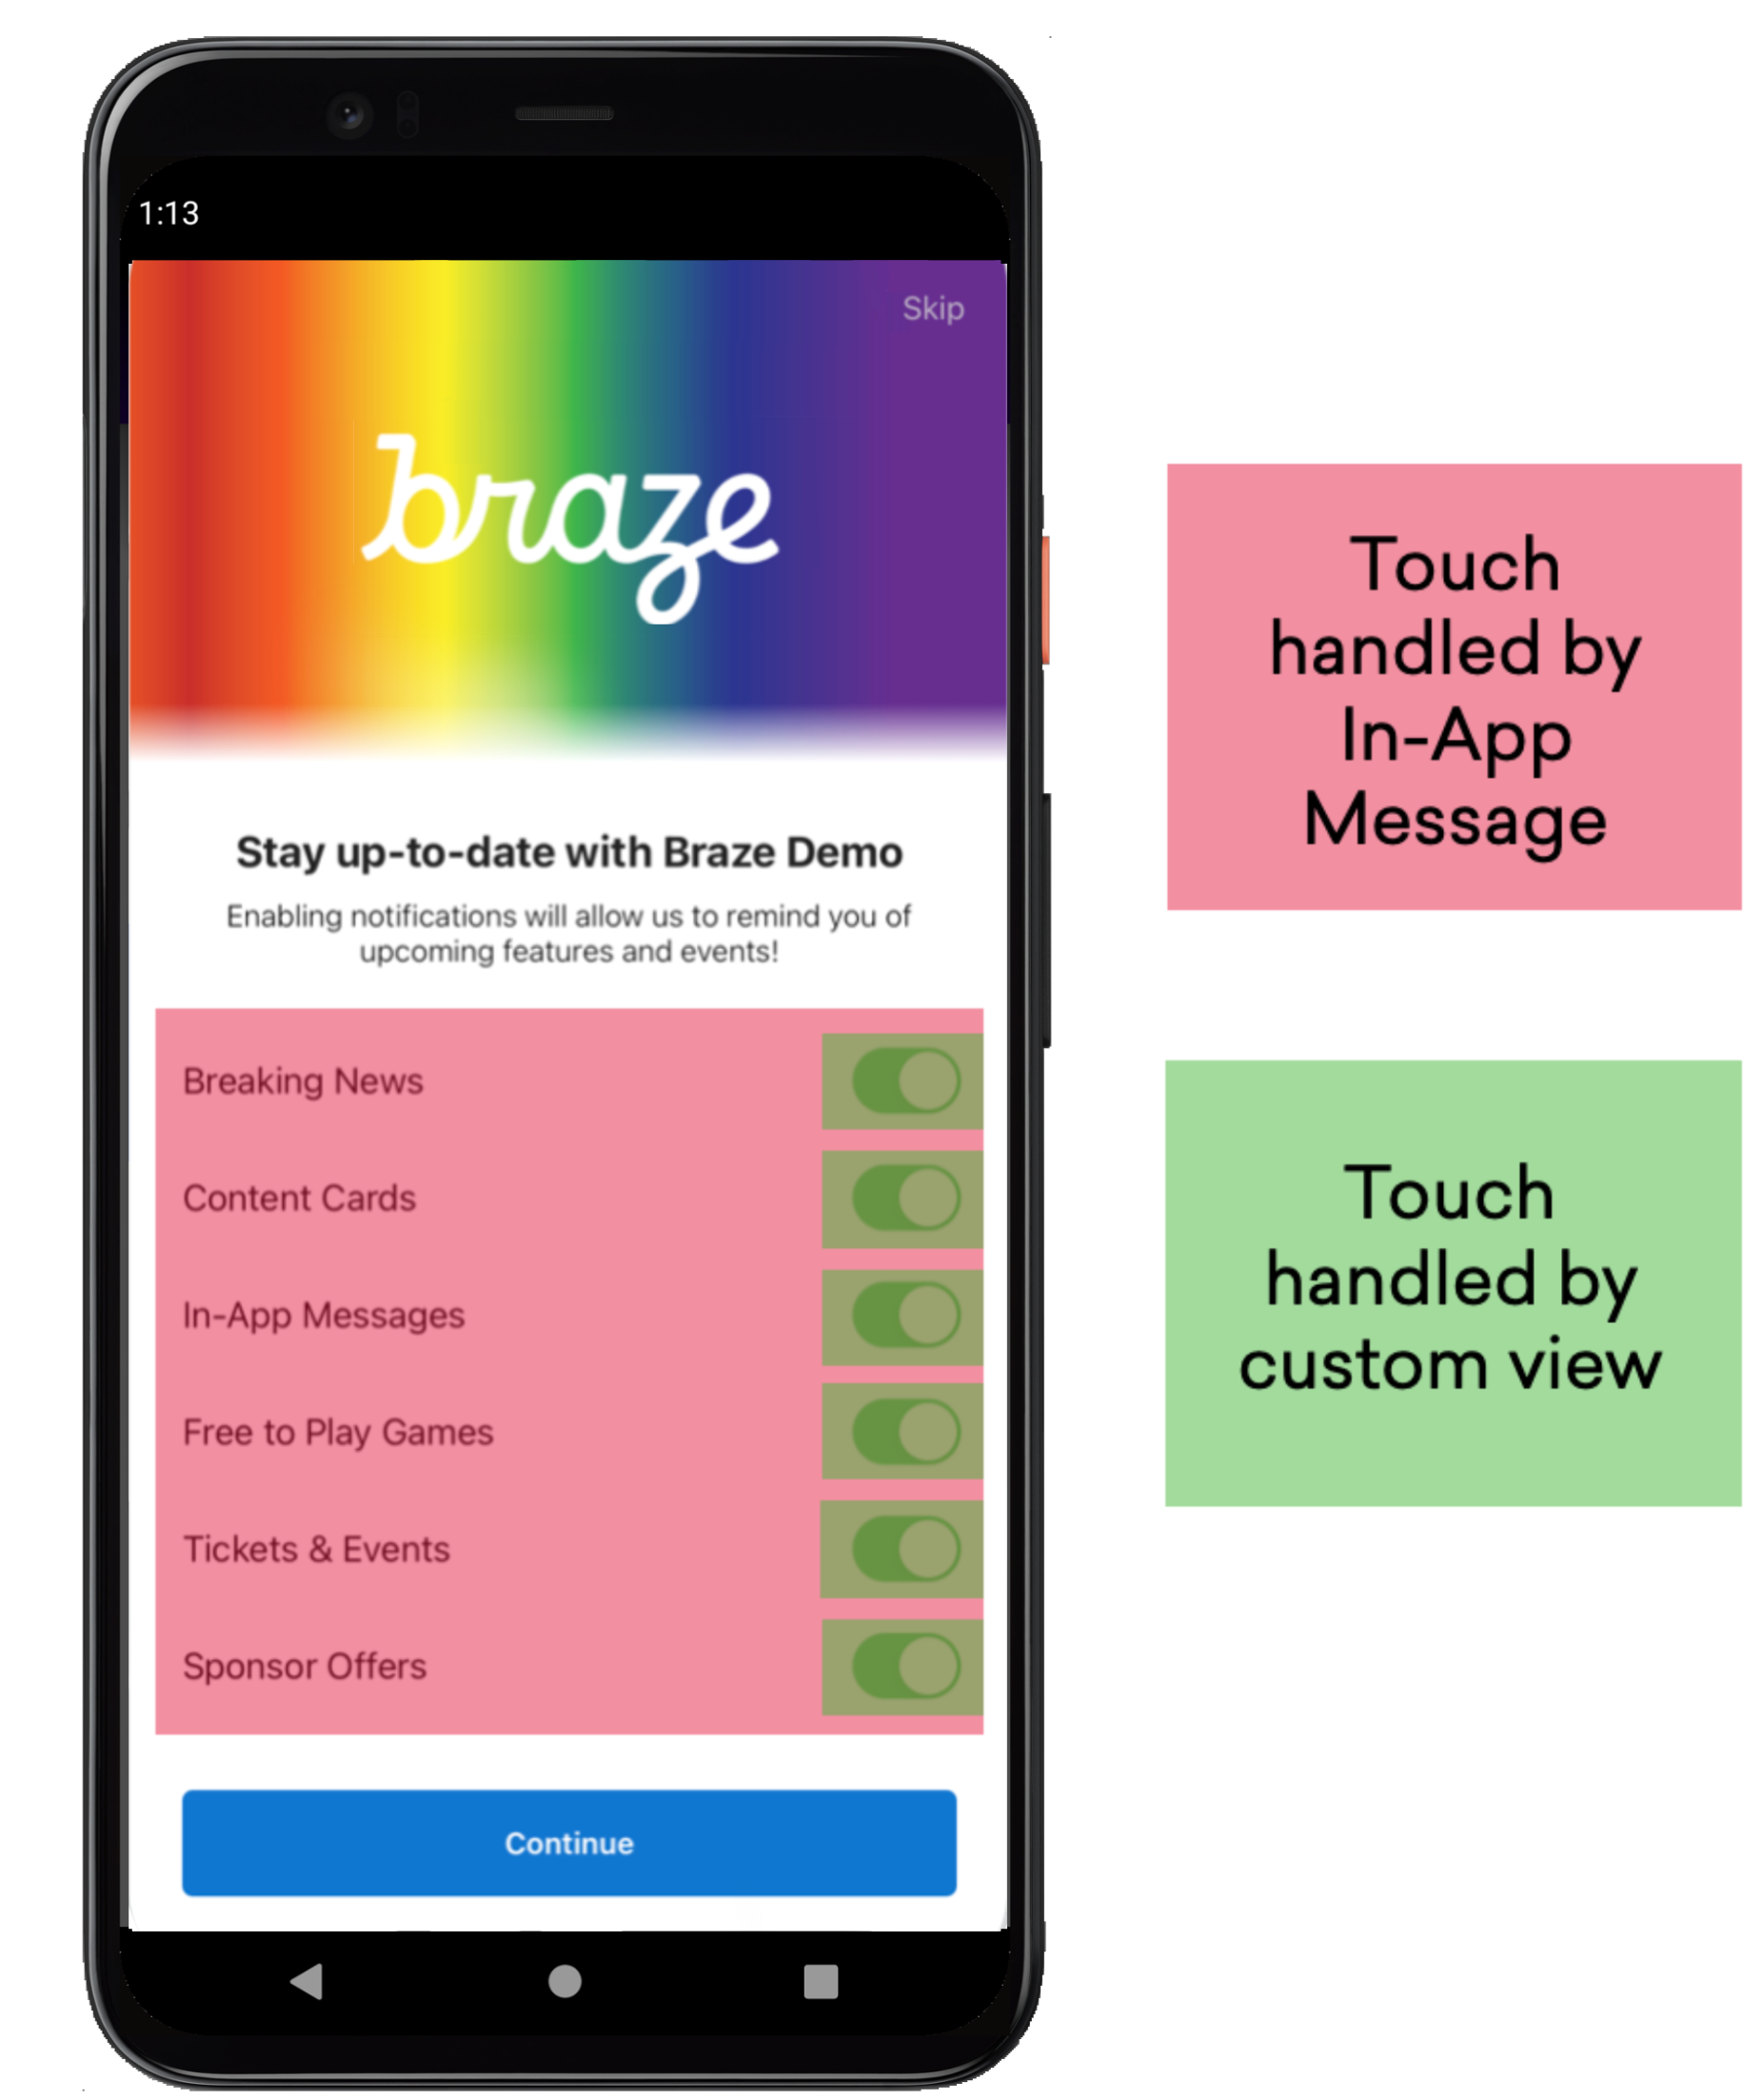 1:13
Skip
braze
Stay up-to-date with Braze Demo
Enabling notifications will allow us to remind you of
upcoming features and events!
Breaking News
Content Cards
In-App Messages
Free to Play Games
Tickets & Events
Sponsor Offers
Continue
Touch
handled by
In-App
Message
Touch
handled by
custom view